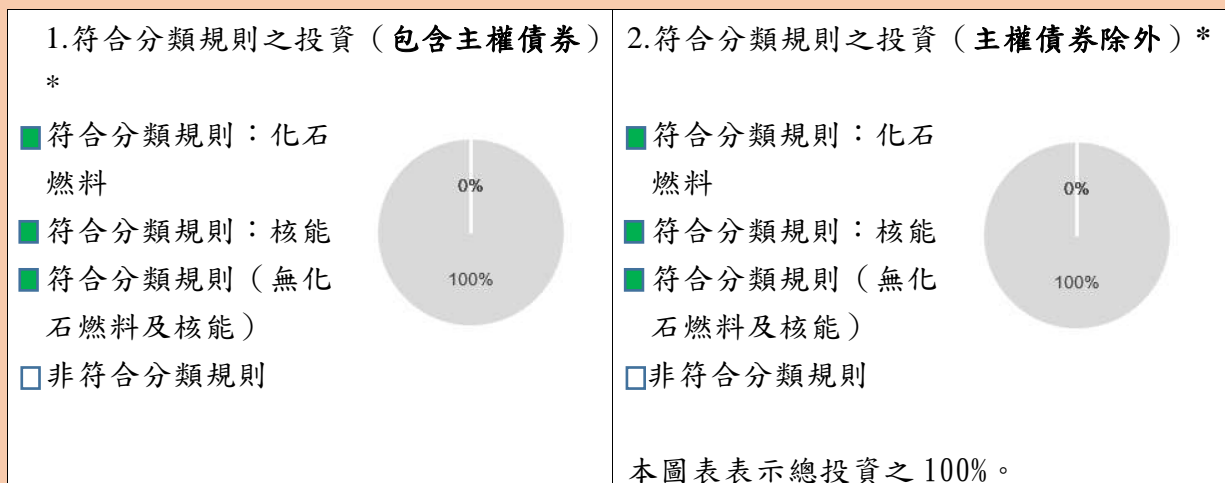 1.符合分類規則之投資（包含主權債券）
*
符合分類規則：化石
燃料
符合分類規則：核能
符合分類規則（無化
石燃料及核能）
非符合分類規則
0%
100%
2.符合分類規則之投資（主權債券除外）*
符合分類規則：化石
燃料
符合分類規則：核能
符合分類規則（無化
石燃料及核能）
非符合分類規則
0%
100%
本圖表表示總投資之 100%。